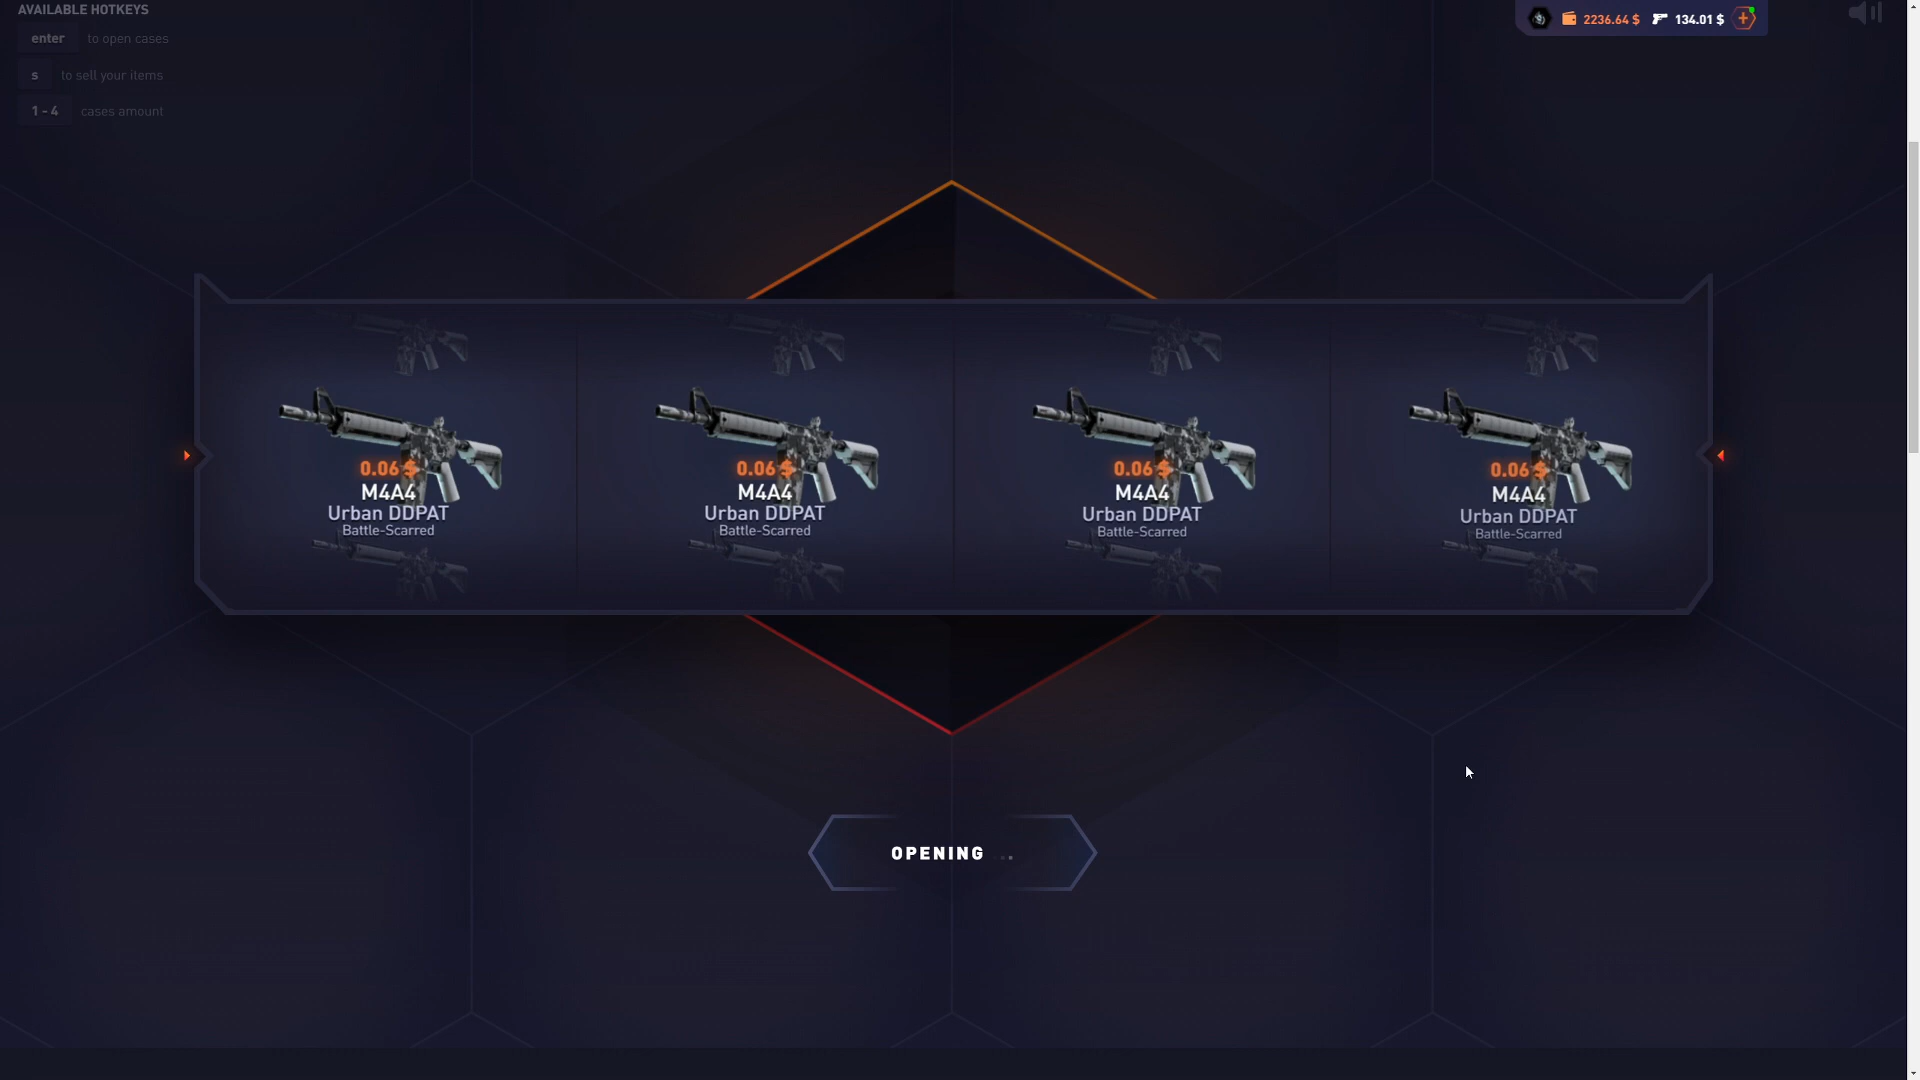 AVAILABLE HOTKEYS
enter to open cases
s to sell your items
1 - 4 cases amount
2236.64 $ 134.01 $
0.06 $ 0.06 $ 0.06 $ 0.06 $
M4A4 M4A4 M4A4 M4A4
Urban DDPAT Urban DDPAT Urban DDPAT Urban DDPAT
Battle-Scarred Battle-Scarred Battle-Scarred Battle-Scarred
OPENING ..